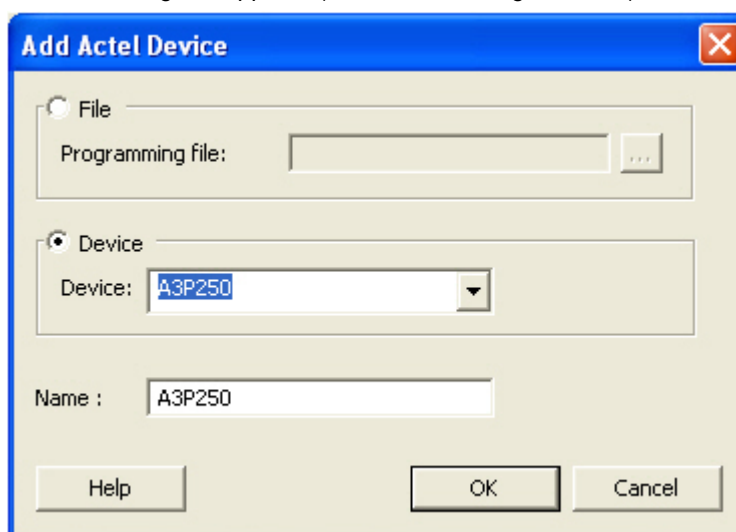 Add Actel Device
File
Programming file:
...
Device
Device: A3P250
Name : A3P250
Help OK Cancel